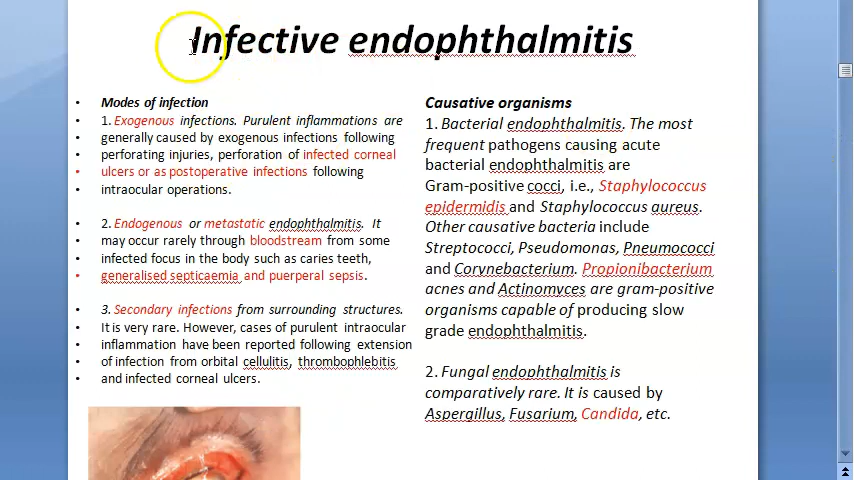 Infective endophthalmitis
• Modes of infection
• 1. Exogenous infections. Purulent inflammations are
• generally caused by exogenous infections following
• perforating injuries, perforation of infected corneal
• ulcers or as postoperative infections following
• intraocular operations.
• 2. Endogenous or metastatic endophthalmitis. It
• may occur rarely through bloodstream from some
• infected focus in the body such as caries teeth,
• generalised septicaemia and puerperal sepsis.
• 3. Secondary infections from surrounding structures.
• It is very rare. However, cases of purulent intraocular
• inflammation have been reported following extension
• of infection from orbital cellulitis, thrombophlebitis
• and infected corneal ulcers.
Causative organisms
1. Bacterial endophthalmitis. The most
frequent pathogens causing acute
bacterial endophthalmitis are
Gram-positive cocci, i.e., Staphylococcus
epidermidis and Staphylococcus aureus.
Other causative bacteria include
Streptococci, Pseudomonas, Pneumococci
and Corynebacterium. Propionibacterium
acnes and Actinomyces are gram-positive
organisms capable of producing slow
grade endophthalmitis.
2. Fungal endophthalmitis is
comparatively rare. It is caused by
Aspergillus, Fusarium, Candida, etc.